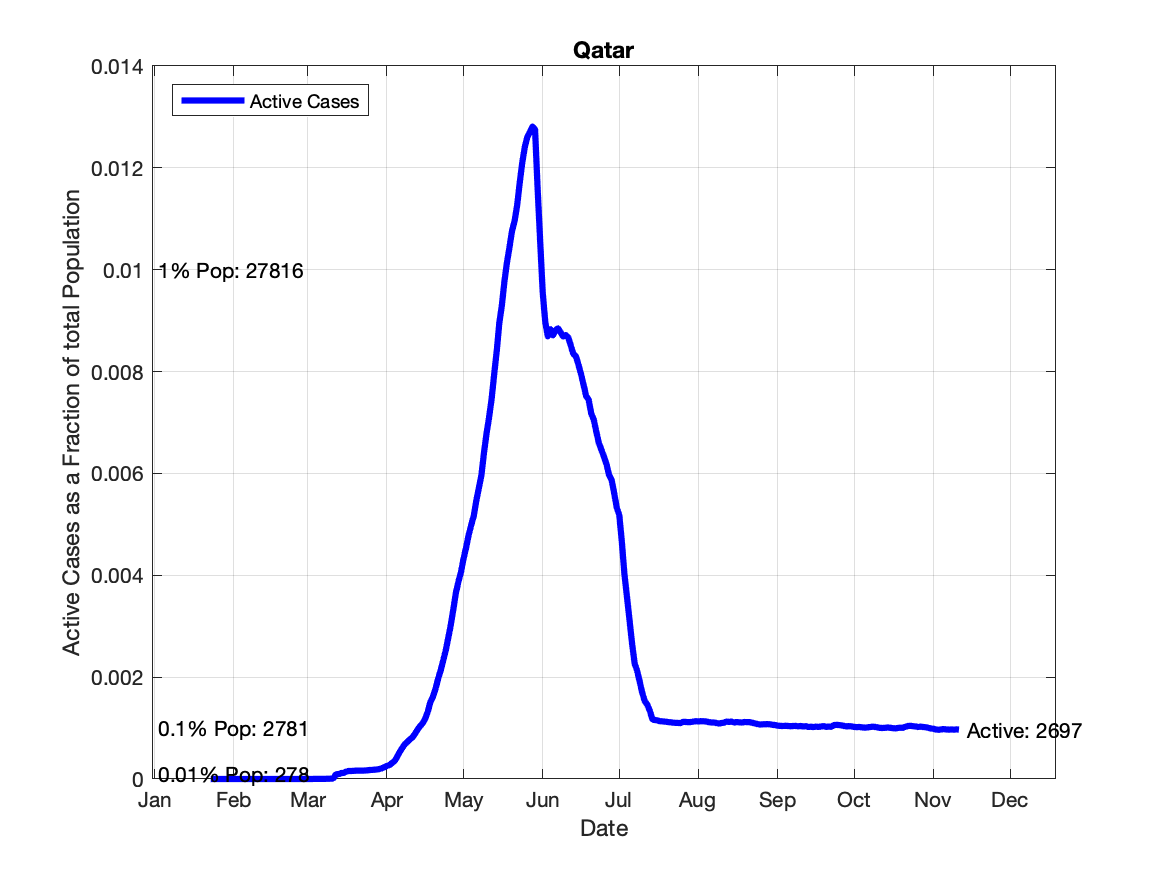 Qatar
0.014
Active Cases
0.012
0.01
1% Pop: 27816
0.008
0.006
0.004
0.002
0.1% Pop: 2781
Active: 2697
0
0.01% Pop: 278
Jan Feb Mar Apr May Jun Jul Aug Sep Oct Nov Dec
Date
Active Cases as a Fraction of total Population